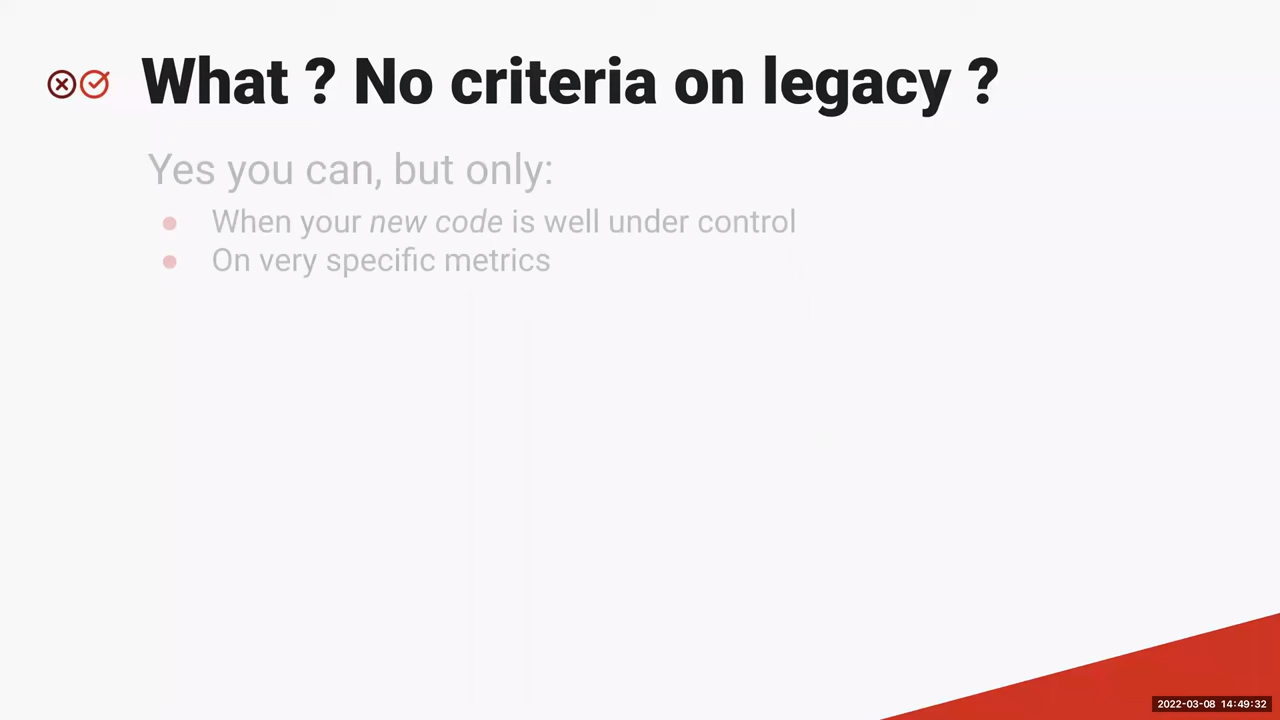 What ? No criteria on legacy ?
Yes you can, but only:
● When your new code is well under control
● On very specific metrics
2022-03-08 14:49:32